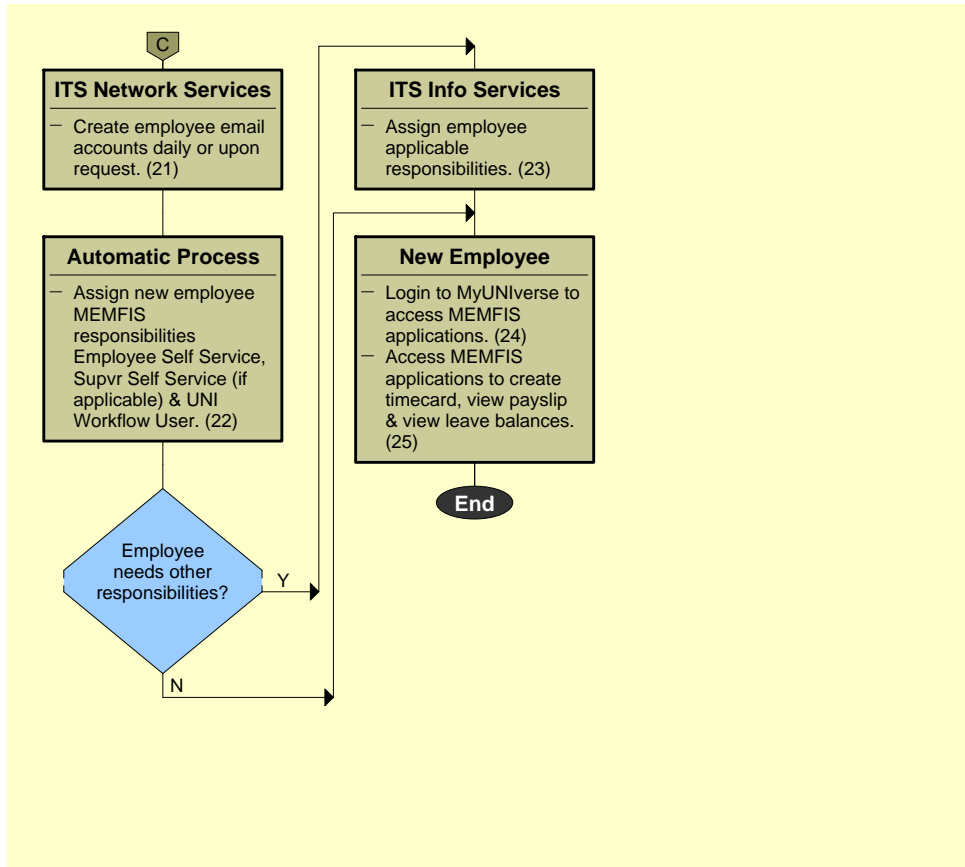 C
ITS Network Services
— Create employee email
accounts daily or upon
request. (21)
Automatic Process
— Assign new employee
MEMFIS
responsibilities
Employee Self Service,
Supvr Self Service (if
applicable) & UNI
Workflow User. (22)
Employee
needs other
responsibilities?
Y
N
ITS Info Services
— Assign employee
applicable
responsibilities. (23)
New Employee
— Login to MyUNIverse to
access MEMFIS
applications. (24)
— Access MEMFIS
applications to create
timecard, view payslip
& view leave balances.
(25)
End